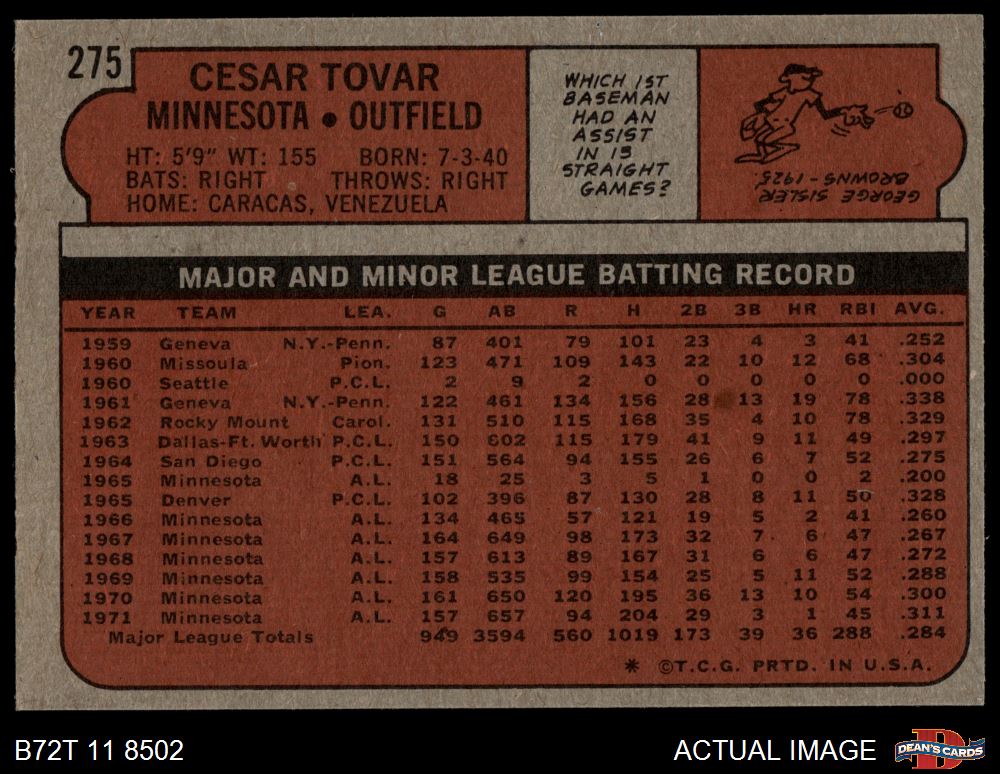 275
CESAR TOVAR
MINNESOTA • OUTFIELD
HT: 5'9" WT: 155 BORN: 7-3-40
BATS: RIGHT THROWS: RIGHT
HOME: CARACAS, VENEZUELA
WHICH 1ST
BASEMAN
HAD AN
ASSIST
IN 13
STRAIGHT
GAMES?
GEORGE SISLER
BROWNS - 1925.
MAJOR AND MINOR LEAGUE BATTING RECORD
YEAR TEAM LEA. G AB R H 2B 3B HR RBI AVG.
1959 Geneva N.Y.-Penn. 87 401 79 101 23 4 3 41 .252
1960 Missoula Pion. 123 471 109 143 22 10 12 68 .304
1960 Seattle P.C.L. 2 9 2 0 0 0 0 0 .000
1961 Geneva N.Y.-Penn. 122 461 134 156 28 13 19 78 .338
1962 Rocky Mount Carol. 131 510 115 168 35 4 10 78 .329
1963 Dallas-Ft. Worth P.C.L. 150 602 115 179 41 9 11 49 .297
1964 San Diego P.C.L. 151 564 94 155 26 6 7 52 .275
1965 Minnesota A.L. 18 25 3 5 1 0 0 2 .200
1965 Denver P.C.L. 102 396 87 130 28 8 11 50 .328
1966 Minnesota A.L. 134 465 57 121 19 5 2 41 .260
1967 Minnesota A.L. 164 649 98 173 32 7 6 47 .267
1968 Minnesota A.L. 157 613 89 167 31 6 6 47 .272
1969 Minnesota A.L. 158 535 99 154 25 5 11 52 .288
1970 Minnesota A.L. 161 650 120 195 36 13 10 54 .300
1971 Minnesota A.L. 157 657 94 204 29 3 1 45 .311
Major League Totals 949 3594 560 1019 173 39 36 288 .284
* ©T.C.G. PRTD. IN U.S.A.
B72T 11 8502
ACTUAL IMAGE
DEAN'S CARDS